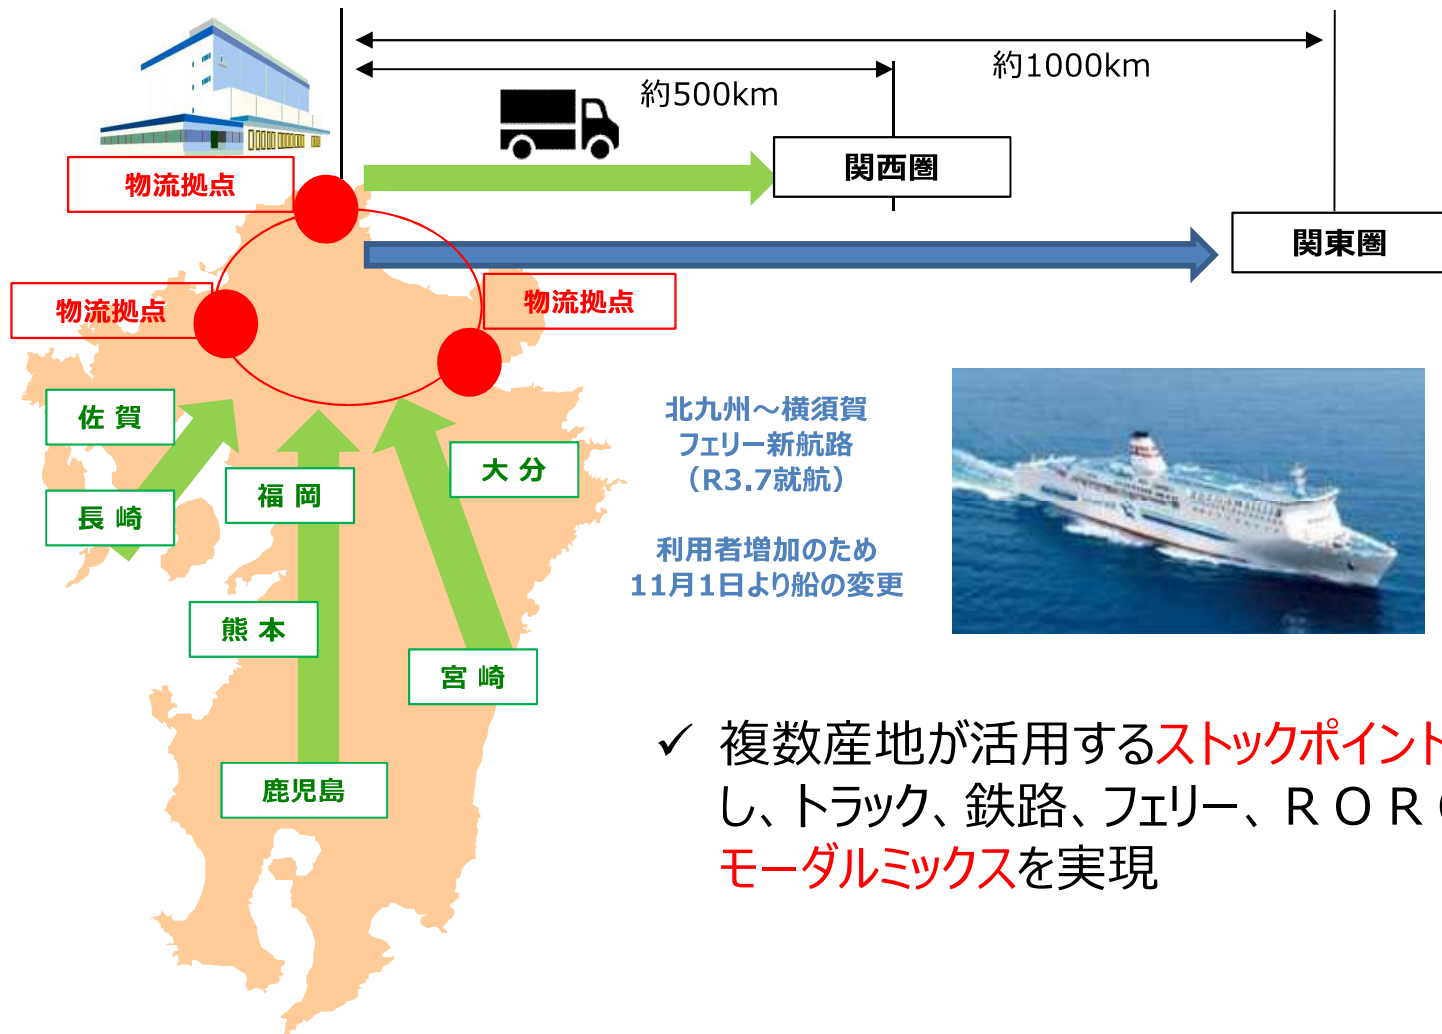 約1000km
約500km
関西圏
物流拠点
関東圏
物流拠点
物流拠点
佐 賀
北九州～横須賀
フェリー新航路
（R3.7就航）
大 分
福 岡
長 崎
利用者増加のため
11月1日より船の変更
熊 本
宮 崎
鹿児島
✓ 複数産地が活用するストックポイント
し、トラック、鉄路、フェリー、ＲＯＲ
モーダルミックスを実現